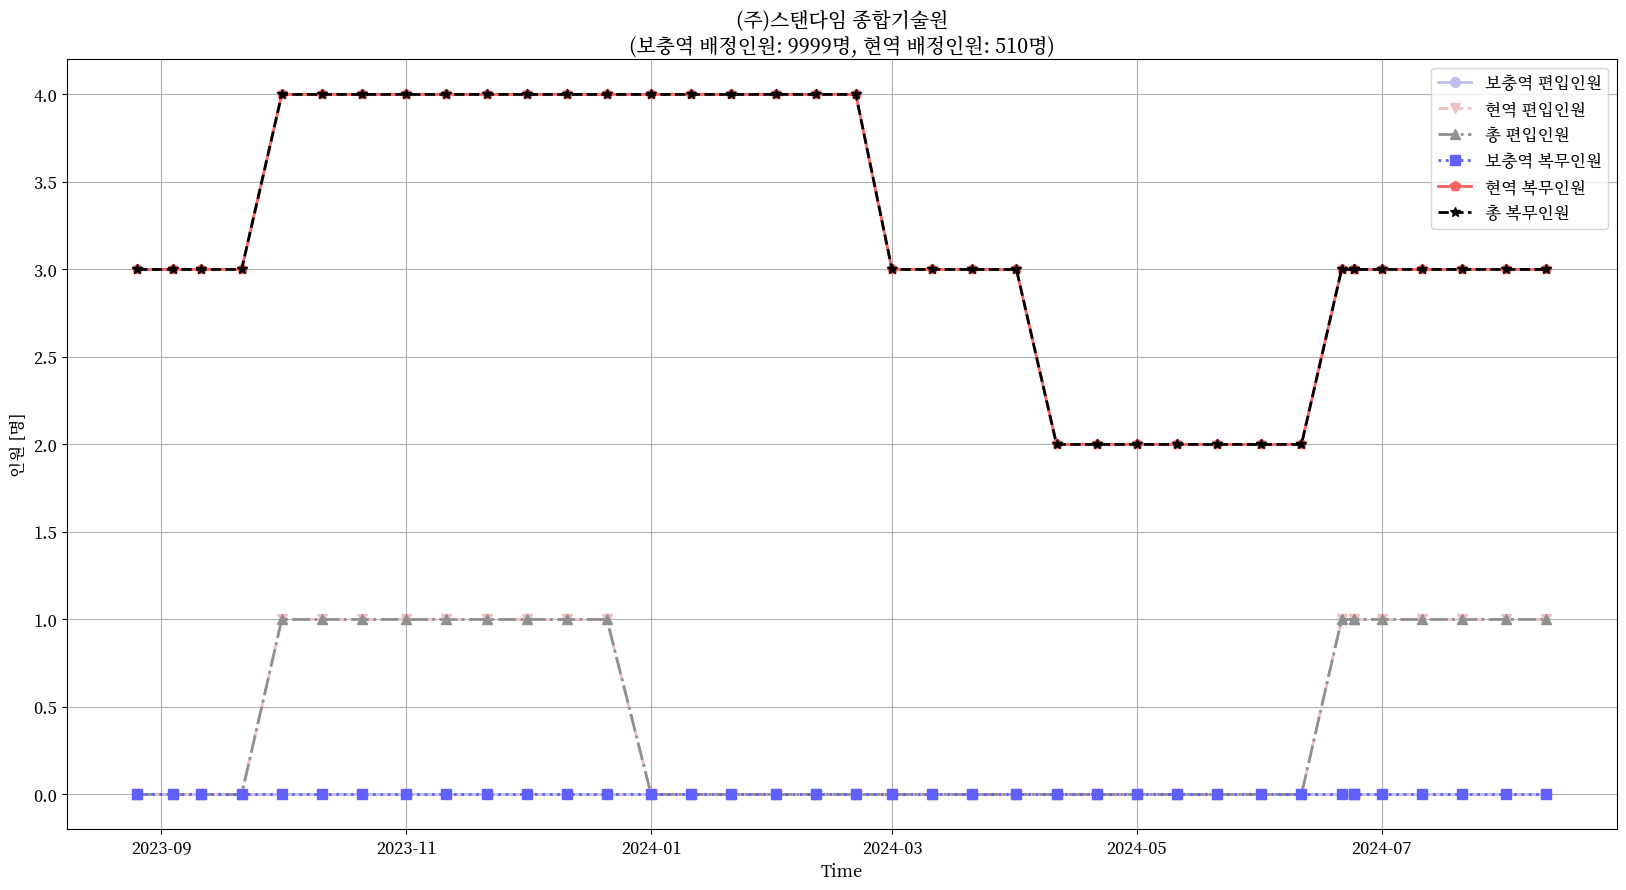 (주)스탠다임 종합기술원
(보충역 배정인원: 9999명, 현역 배정인원: 510명)
보충역 편입인원
현역 편입인원
총 편입인원
보충역 복무인원
현역 복무인원
총 복무인원
인원 [명]
4.0
3.5
3.0
2.5
2.0
1.5
1.0
0.5
0.0
2023-09
2023-11
2024-01
2024-03
2024-05
2024-07
Time